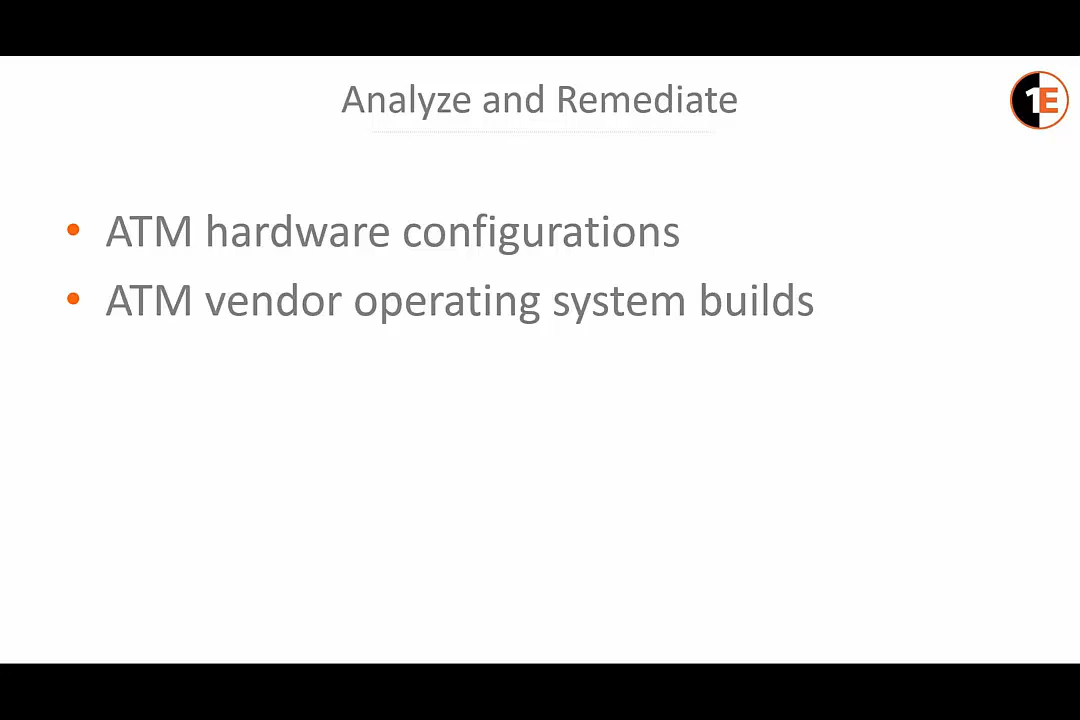 Analyze and Remediate
1E
• ATM hardware configurations
• ATM vendor operating system builds